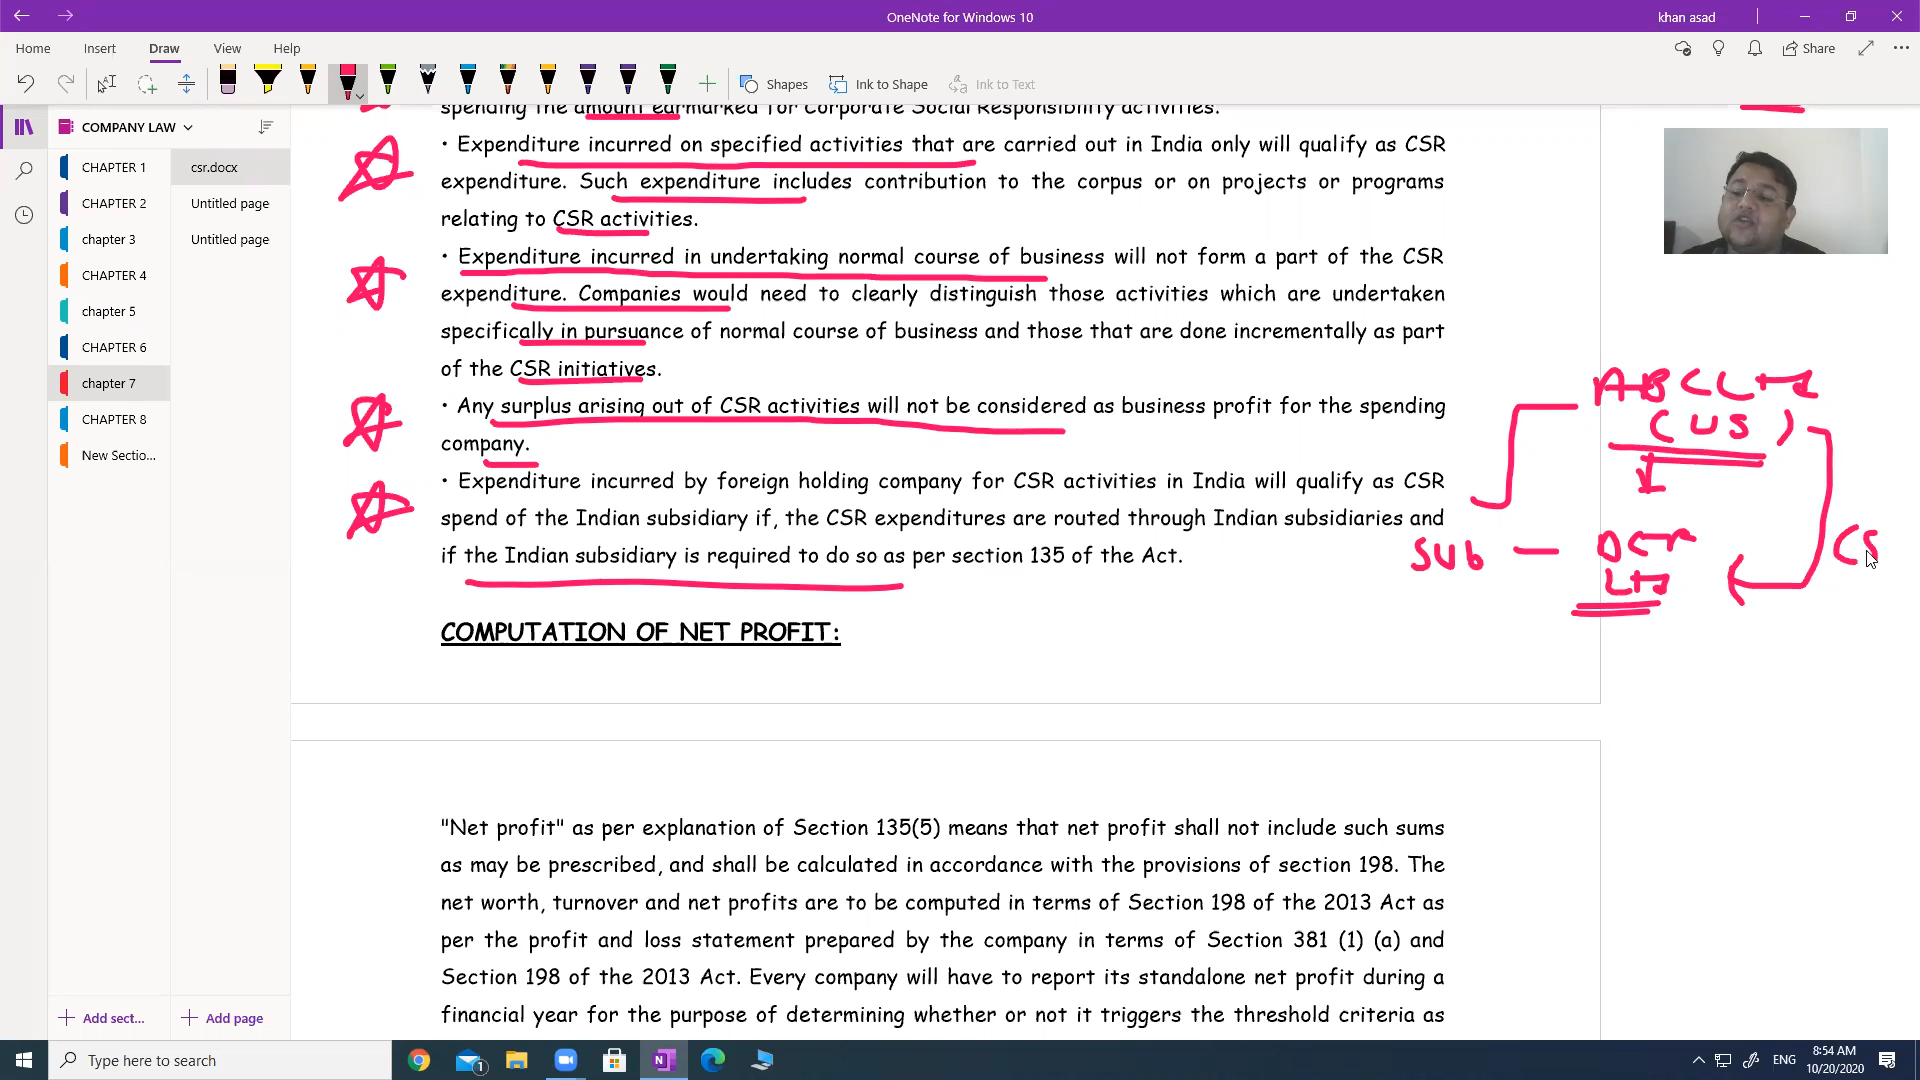 OneNote for Windows 10
khan asad
Home Insert Draw View Help
Share
Shapes
Ink to Shape
Ink to Text
COMPANY LAW
CHAPTER 1
CHAPTER 2
chapter 3
CHAPTER 4
chapter 5
CHAPTER 6
chapter 7
CHAPTER 8
New Sectio...
csr.docx
Untitled page
Untitled page
spending the amount earmarked for Corporate Social Responsibility activities.
• Expenditure incurred on specified activities that are carried out in India only will qualify as CSR
expenditure. Such expenditure includes contribution to the corpus or on projects or programs
relating to CSR activities.
• Expenditure incurred in undertaking normal course of business will not form a part of the CSR
expenditure. Companies would need to clearly distinguish those activities which are undertaken
specifically in pursuance of normal course of business and those that are done incrementally as part
of the CSR initiatives.
• Any surplus arising out of CSR activities will not be considered as business profit for the spending
company.
• Expenditure incurred by foreign holding company for CSR activities in India will qualify as CSR
spend of the Indian subsidiary if, the CSR expenditures are routed through Indian subsidiaries and
if the Indian subsidiary is required to do so as per section 135 of the Act.
ABC Ltd
(US)
Sub —
Ltd
CS
COMPUTATION OF NET PROFIT:
"Net profit" as per explanation of Section 135(5) means that net profit shall not include such sums
as may be prescribed, and shall be calculated in accordance with the provisions of section 198. The
net worth, turnover and net profits are to be computed in terms of Section 198 of the 2013 Act as
per the profit and loss statement prepared by the company in terms of Section 381 (1) (a) and
Section 198 of the 2013 Act. Every company will have to report its standalone net profit during a
financial year for the purpose of determining whether or not it triggers the threshold criteria as
Add sect...
Add page
Type here to search
1
ENG
8:54 AM
10/20/2020